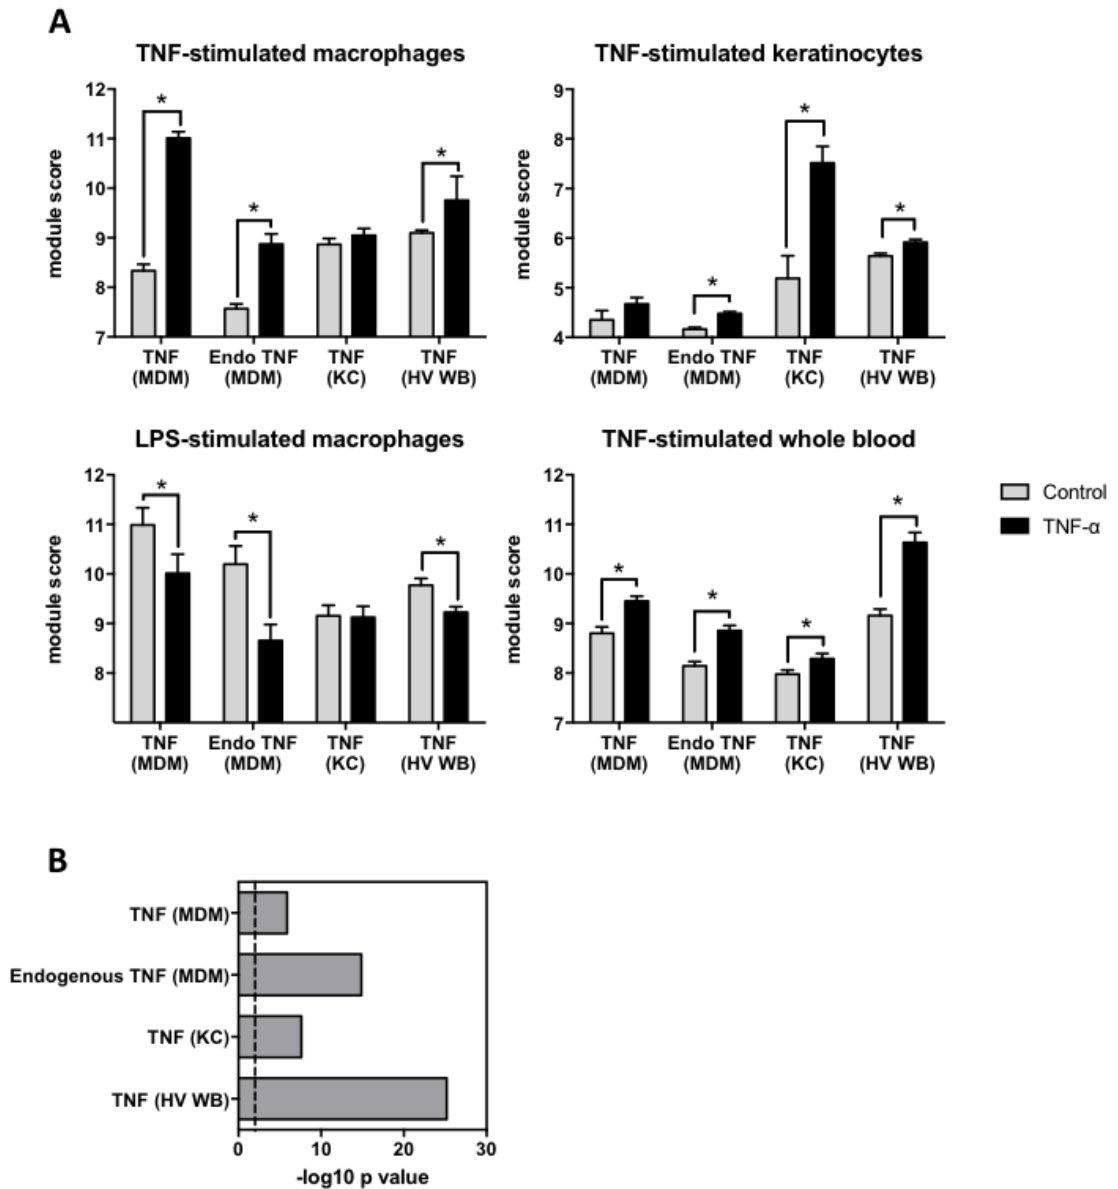 A
TNF-stimulated macrophages
12
11
10
9
8
7
module score
*
*
*
TNF
(MDM)
Endo TNF
(MDM)
TNF
(KC)
TNF
(HV WB)
TNF-stimulated keratinocytes
9
8
7
6
5
4
module score
*
*
*
TNF
(MDM)
Endo TNF
(MDM)
TNF
(KC)
TNF
(HV WB)
LPS-stimulated macrophages
12
11
10
9
8
module score
*
*
*
TNF
(MDM)
Endo TNF
(MDM)
TNF
(KC)
TNF
(HV WB)
TNF-stimulated whole blood
12
11
10
9
8
7
module score
*
*
*
*
TNF
(MDM)
Endo TNF
(MDM)
TNF
(KC)
TNF
(HV WB)
Control
TNF-α
B
TNF (MDM)
Endogenous TNF (MDM)
TNF (KC)
TNF (HV WB)
0 10 20 30
-log10 p value